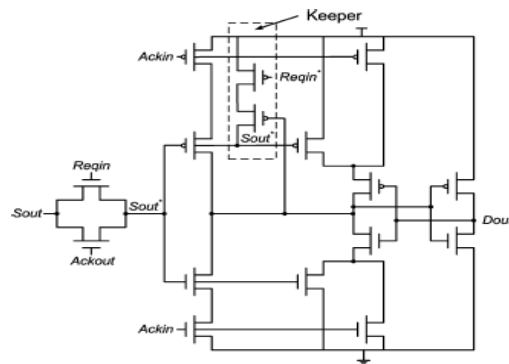 Keeper
Ackin
Reqin*
Sout*
Reqin
Sout
Sout*
Dou
Ackout
Ackin